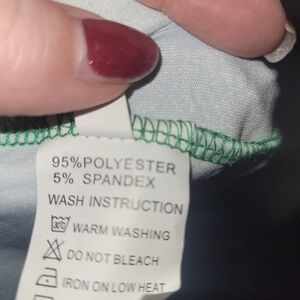 95%POLYESTER
5% SPANDEX
WASH INSTRUCTION
WARM WASHING
DO NOT BLEACH
IRON ON LOW HEAT